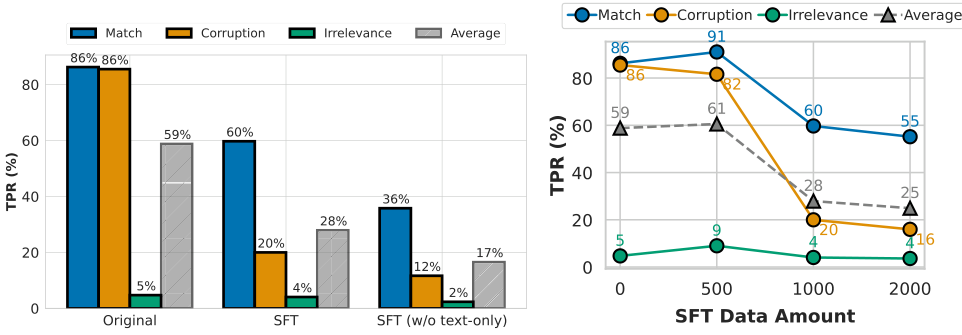 Match Corruption Irrelevance Average
TPR (%)
80
60
40
20
0
86% 86% 5% 59%
60% 20% 4% 28%
36% 12% 2% 17%
Original SFT SFT (w/o text-only)
Match Corruption Irrelevance Average
TPR (%)
80
60
40
20
0
86 91 60 55
86 82 20 16
59 61 28 25
5 9 4 4
0 500 1000 2000
SFT Data Amount